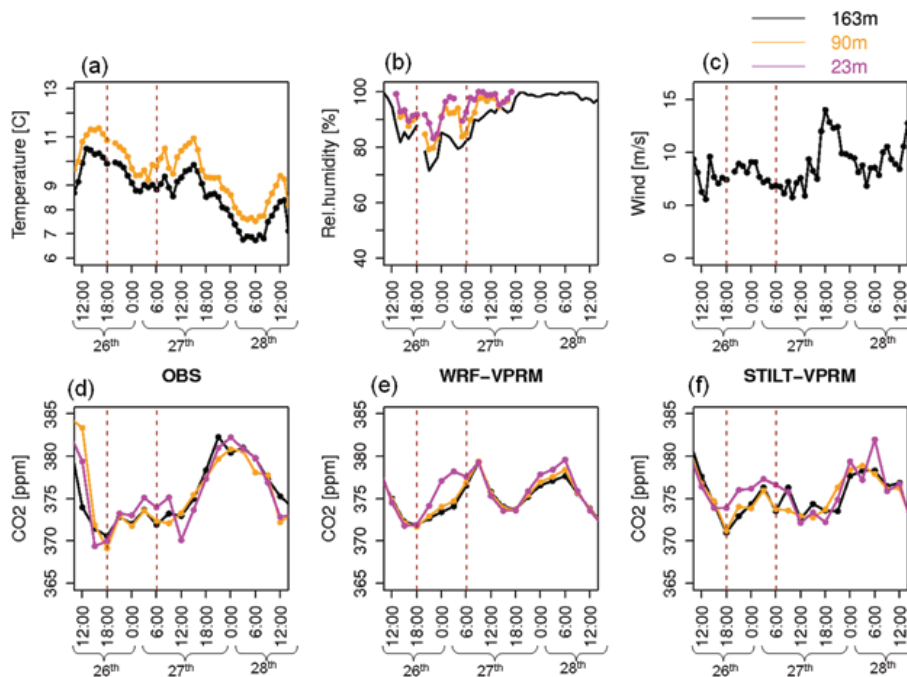 163m
90m
23m
(a)
(b)
(c)
Temperature [C]
13
11
10
9
8
7
6
Rel.humidity [%]
100
80
60
40
Wind [m/s]
15
10
5
0
12:00 18:00 0:00 6:00 12:00 18:00 0:00 6:00 12:00
12:00 18:00 0:00 6:00 12:00 18:00 0:00 6:00 12:00
12:00 18:00 0:00 6:00 12:00 18:00 0:00 6:00 12:00
26th 27th 28th
26th 27th 28th
26th 27th 28th
(d) OBS
(e) WRF-VPRM
(f) STILT-VPRM
CO2 [ppm]
385
380
375
370
365
CO2 [ppm]
385
380
375
370
365
CO2 [ppm]
385
380
375
370
365
12:00 18:00 0:00 6:00 12:00 18:00 0:00 6:00 12:00
12:00 18:00 0:00 6:00 12:00 18:00 0:00 6:00 12:00
12:00 18:00 0:00 6:00 12:00 18:00 0:00 6:00 12:00
26th 27th 28th
26th 27th 28th
26th 27th 28th